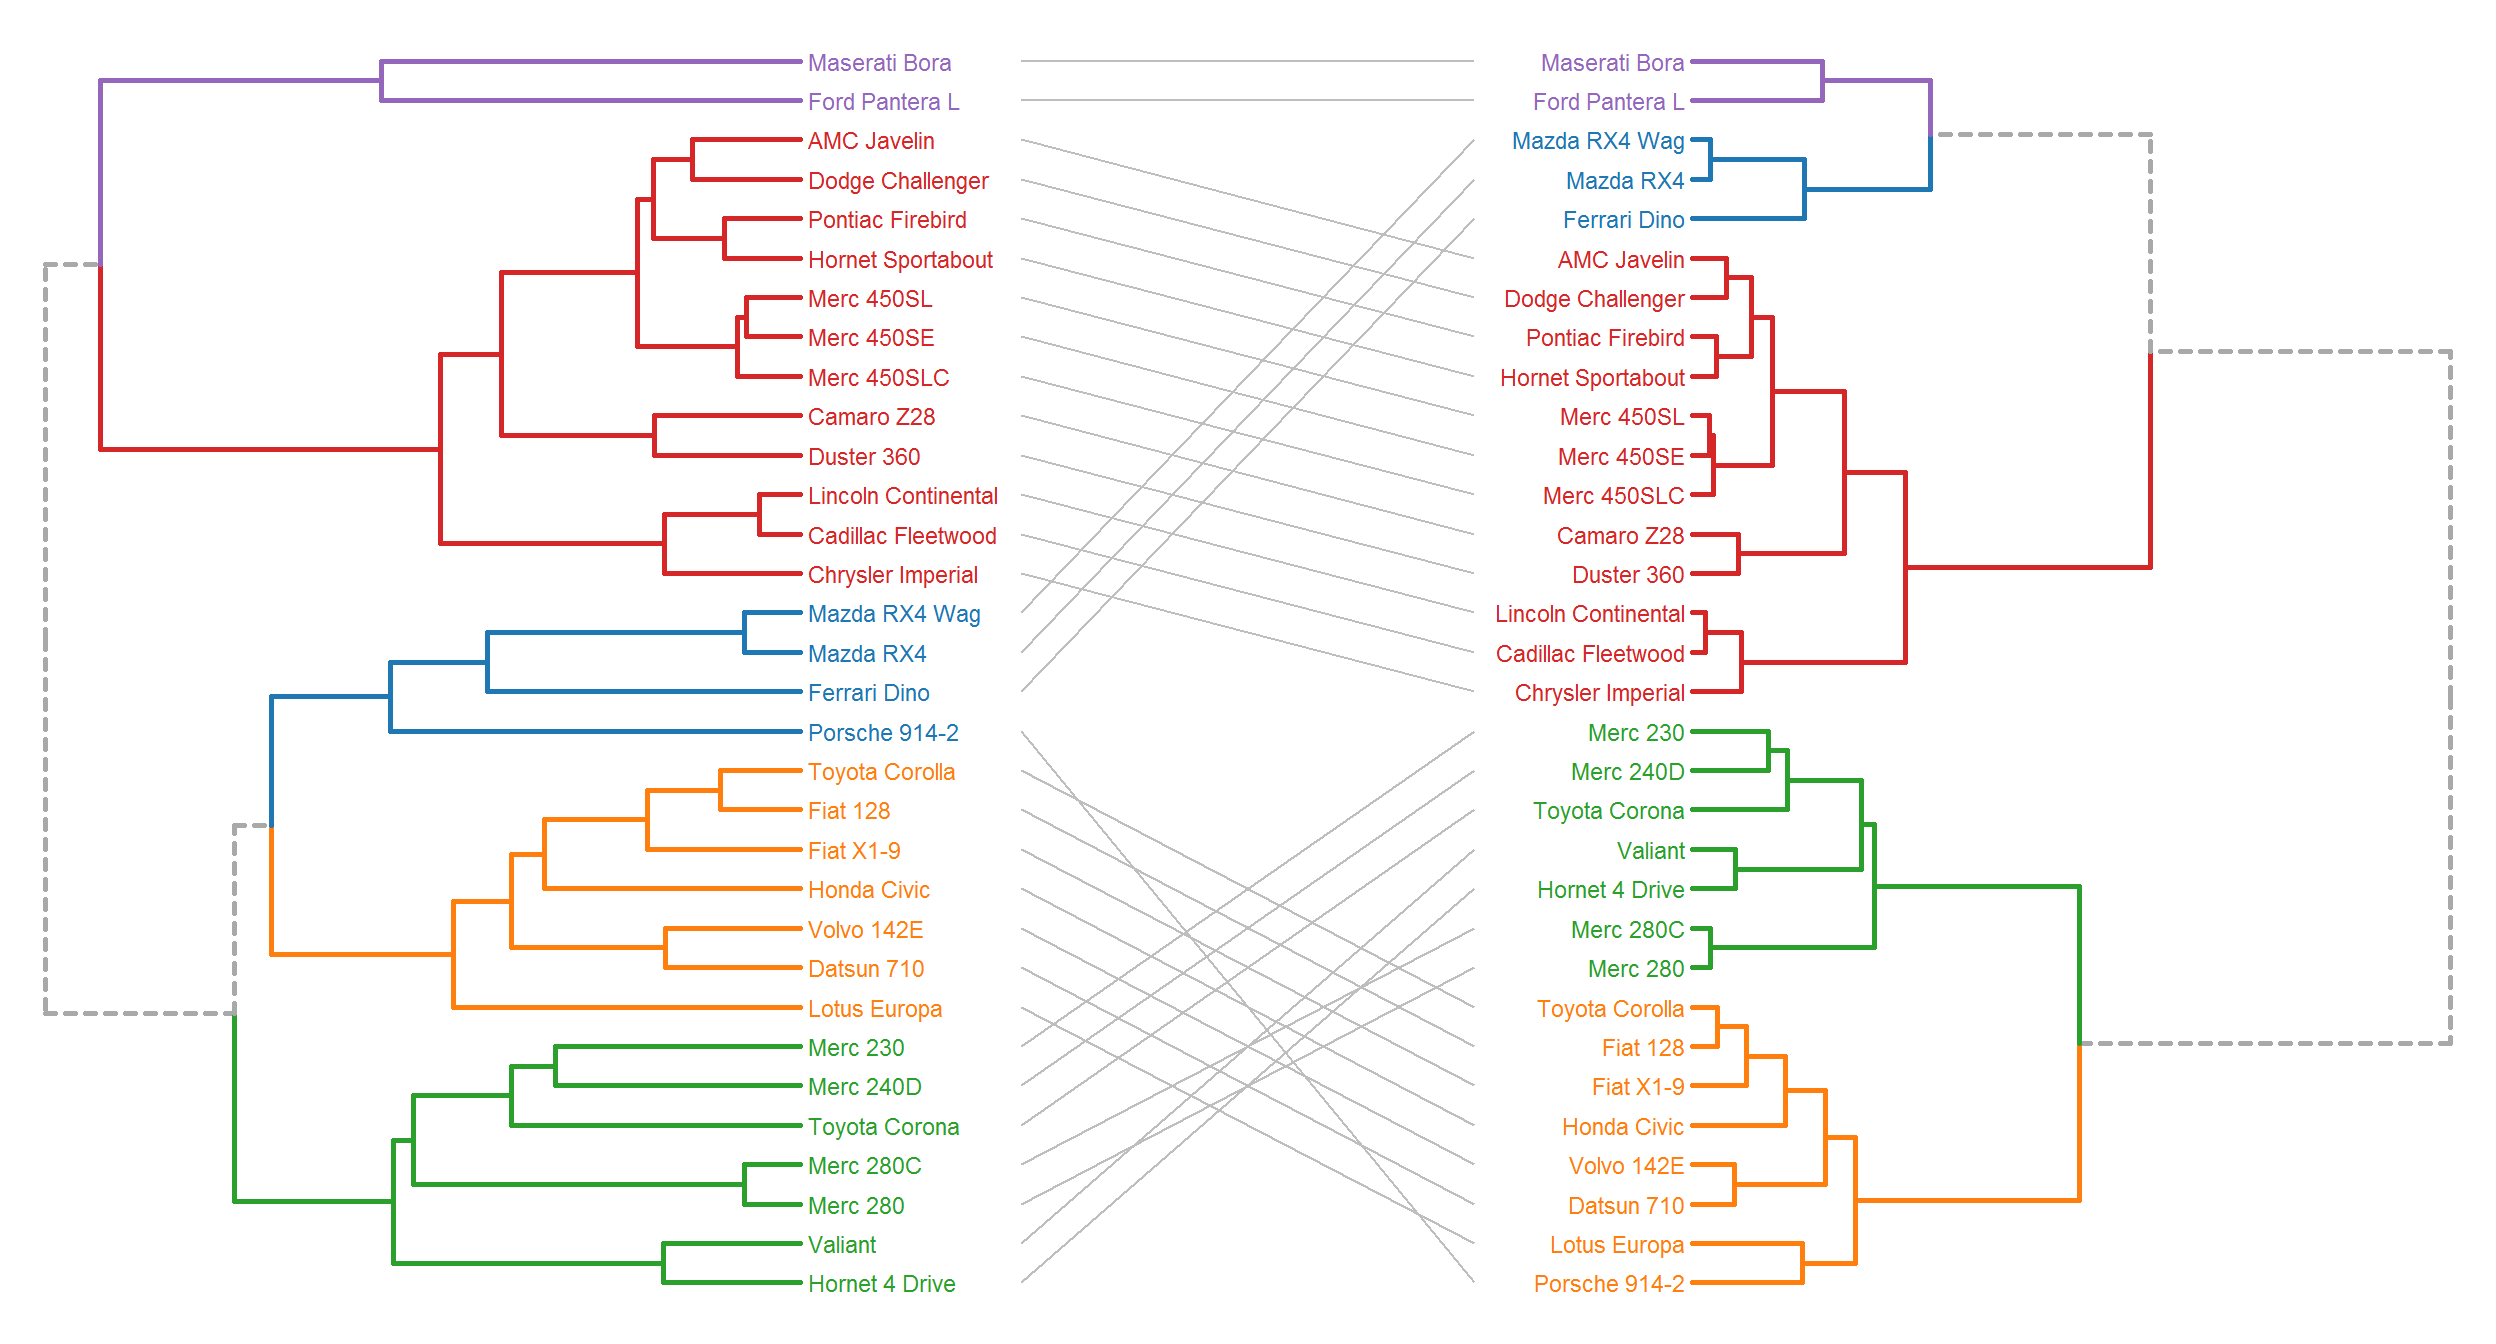 Maserati Bora
Ford Pantera L
AMC Javelin
Dodge Challenger
Pontiac Firebird
Hornet Sportabout
Merc 450SL
Merc 450SE
Merc 450SLC
Camaro Z28
Duster 360
Lincoln Continental
Cadillac Fleetwood
Chrysler Imperial
Mazda RX4 Wag
Mazda RX4
Ferrari Dino
Porsche 914-2
Toyota Corolla
Fiat 128
Fiat X1-9
Honda Civic
Volvo 142E
Datsun 710
Lotus Europa
Merc 230
Merc 240D
Toyota Corona
Merc 280C
Merc 280
Valiant
Hornet 4 Drive
Maserati Bora
Ford Pantera L
Mazda RX4 Wag
Mazda RX4
Ferrari Dino
AMC Javelin
Dodge Challenger
Pontiac Firebird
Hornet Sportabout
Merc 450SL
Merc 450SE
Merc 450SLC
Camaro Z28
Duster 360
Lincoln Continental
Cadillac Fleetwood
Chrysler Imperial
Merc 230
Merc 240D
Toyota Corona
Valiant
Hornet 4 Drive
Merc 280C
Merc 280
Toyota Corolla
Fiat 128
Fiat X1-9
Honda Civic
Volvo 142E
Datsun 710
Lotus Europa
Porsche 914-2